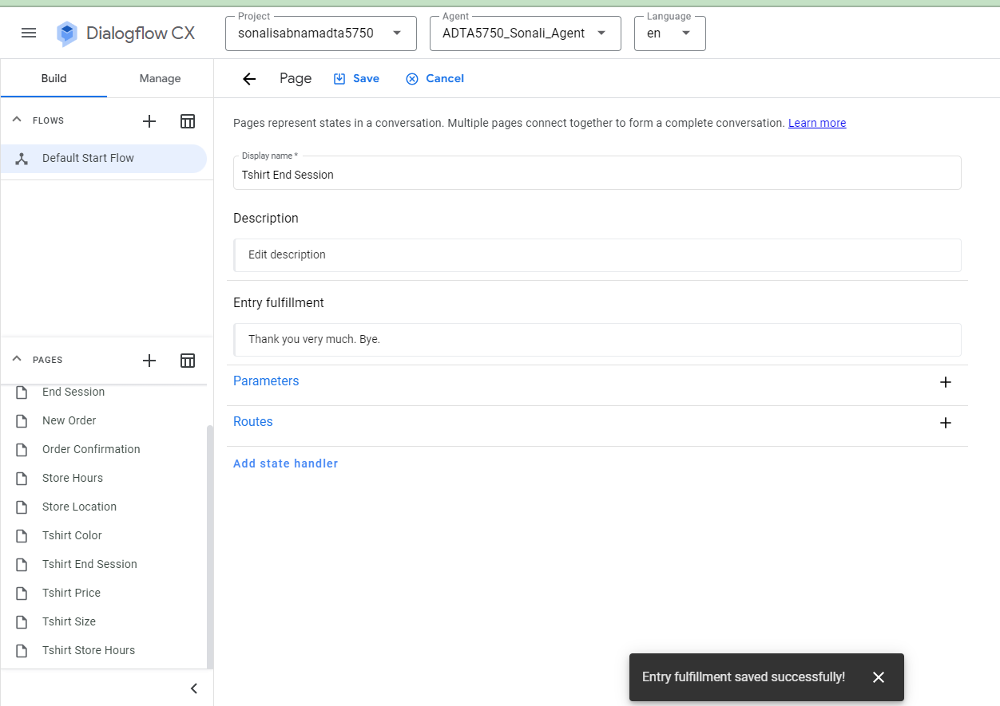 Dialogflow CX
Project
sonalisabnamadta5750
Agent
ADTA5750_Sonali_Agent
Language
en
Build
Manage
Page
Save
Cancel
FLOWS
Default Start Flow
Pages represent states in a conversation. Multiple pages connect together to form a complete conversation. Learn more
Display name *
Tshirt End Session
Description
Edit description
Entry fulfillment
Thank you very much. Bye.
Parameters
Routes
Add state handler
PAGES
End Session
New Order
Order Confirmation
Store Hours
Store Location
Tshirt Color
Tshirt End Session
Tshirt Price
Tshirt Size
Tshirt Store Hours
Entry fulfillment saved successfully!